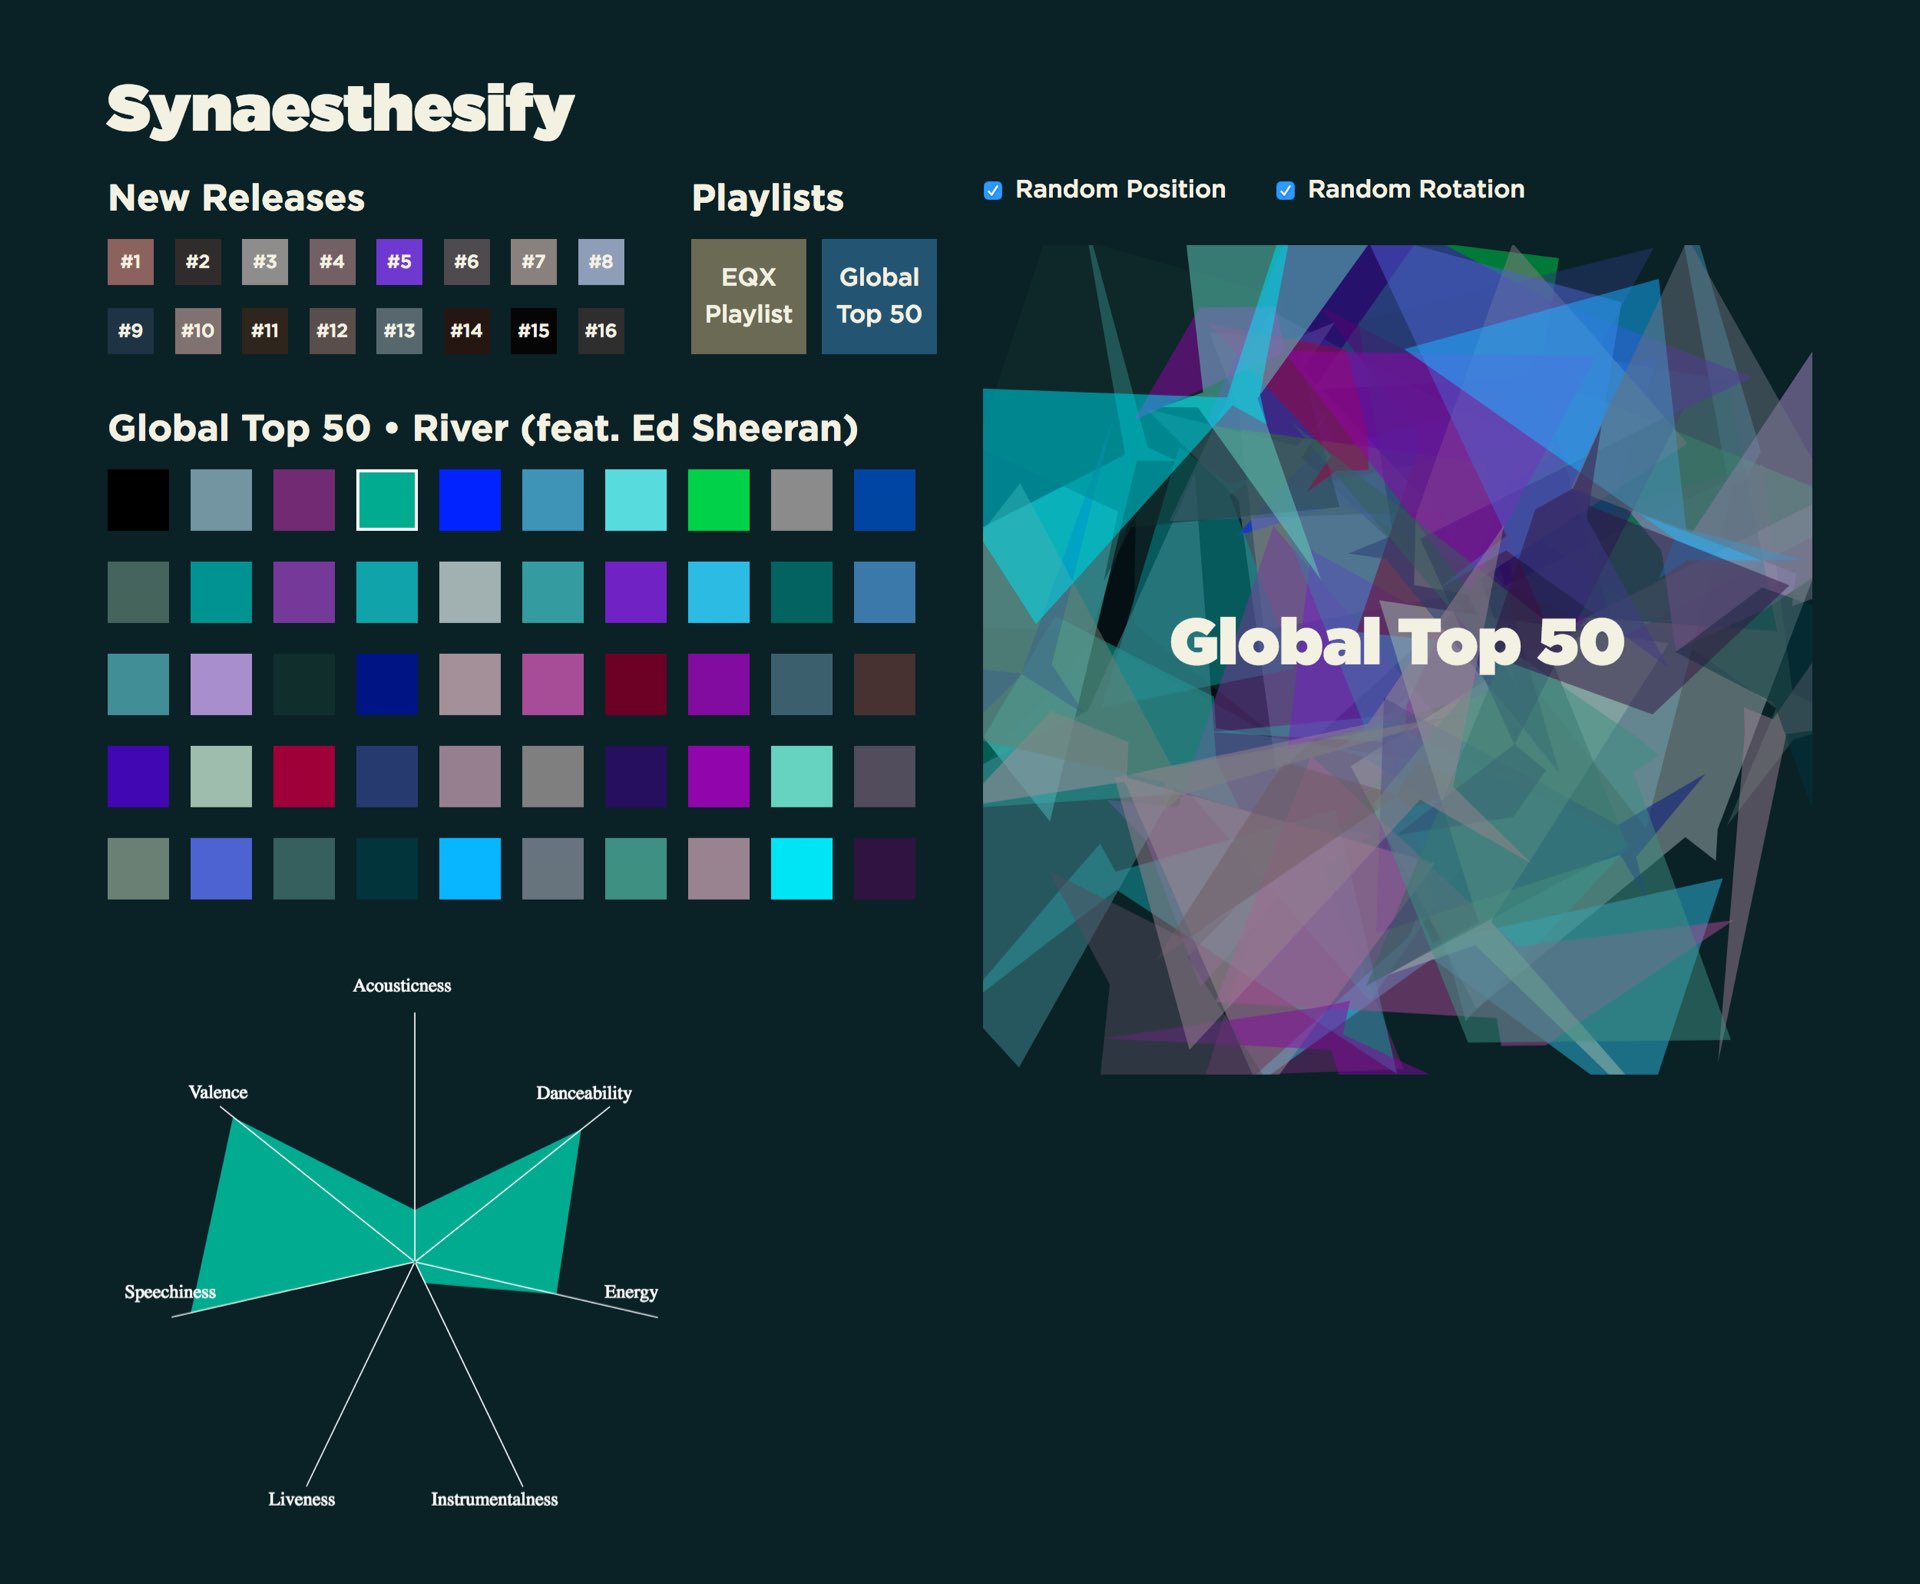 Synaesthesify
New Releases
#1 #2 #3 #4 #5 #6 #7 #8
#9 #10 #11 #12 #13 #14 #15 #16
Playlists
EQX
Playlist
Global
Top 50
Random Position
Random Rotation
Global Top 50 • River (feat. Ed Sheeran)
Global Top 50
Acousticness
Valence
Danceability
Speechiness
Energy
Liveness
Instrumentalness